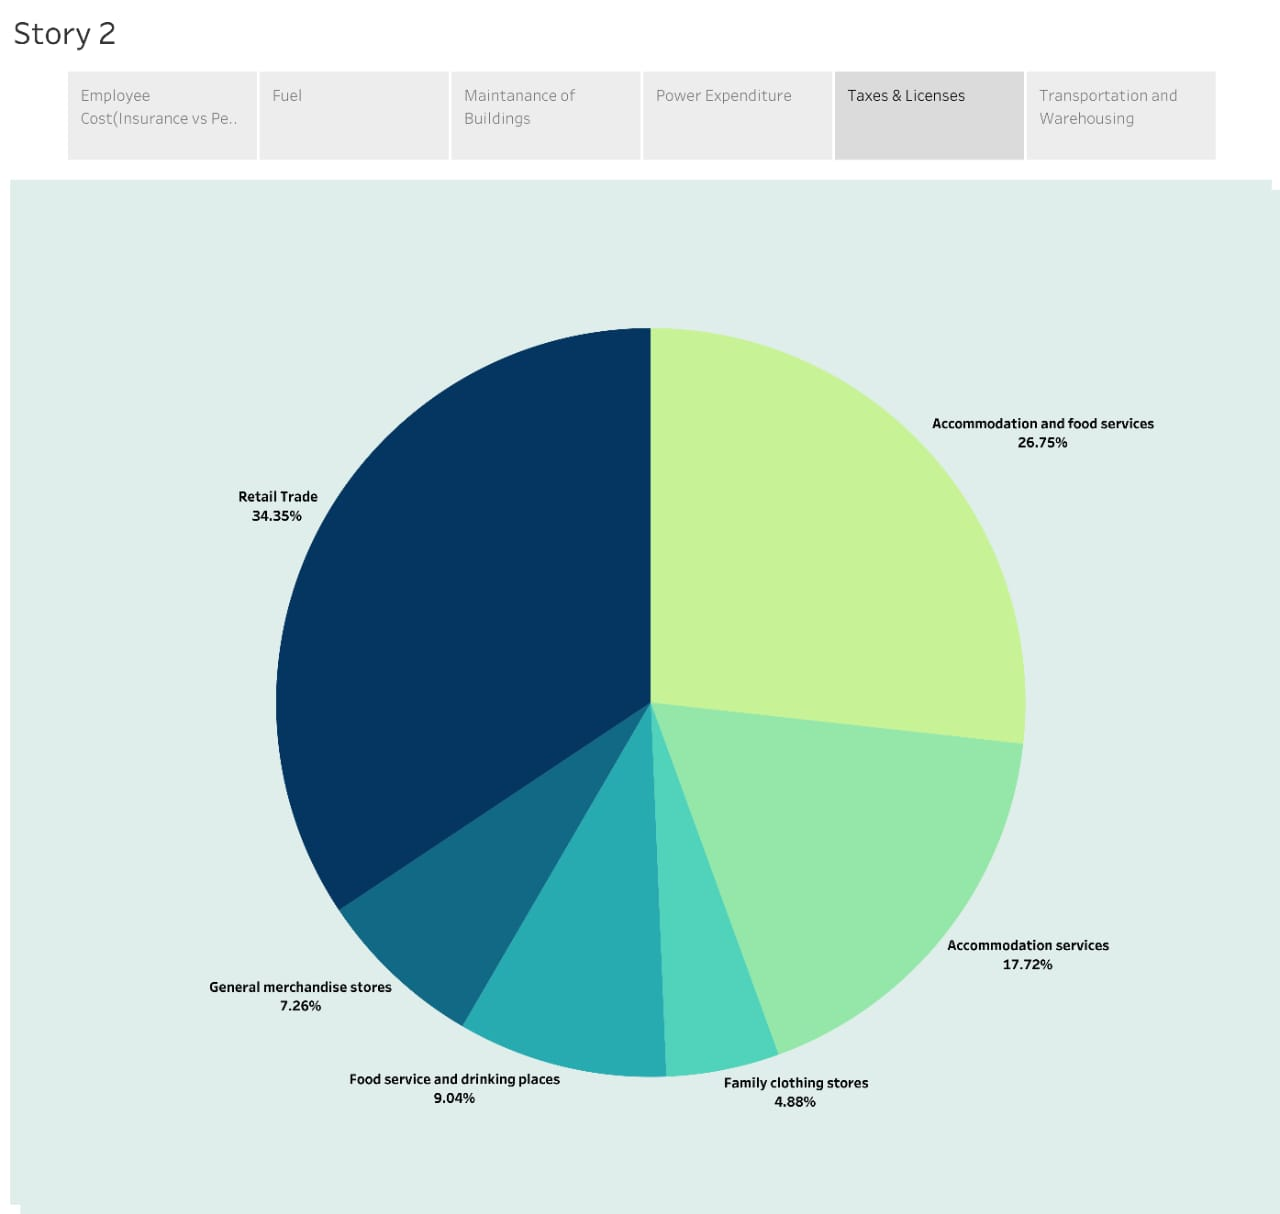 Story 2
Employee
Cost(Insurance vs Pe..
Fuel
Maintanance of
Buildings
Power Expenditure
Taxes & Licenses
Transportation and
Warehousing
Accommodation and food services
26.75%
Retail Trade
34.35%
Accommodation services
17.72%
General merchandise stores
7.26%
Food service and drinking places
9.04%
Family clothing stores
4.88%